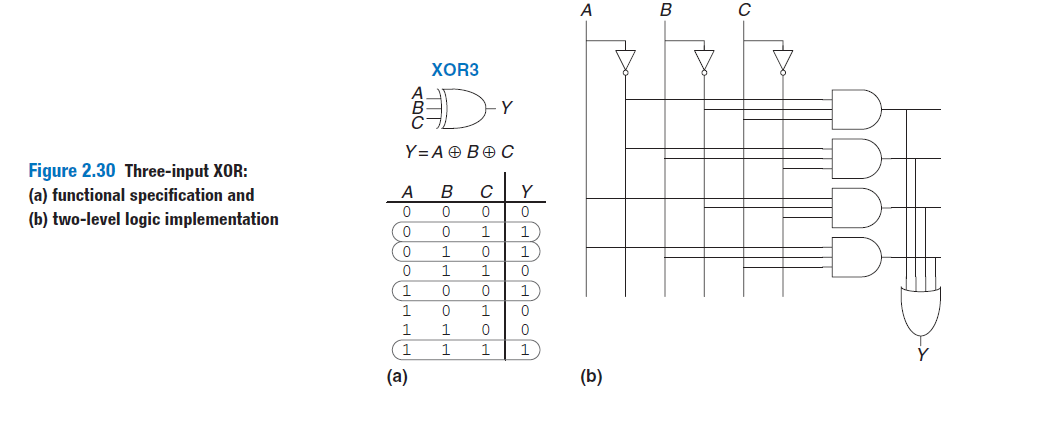 Figure 2.30 Three-input XOR:
(a) functional specification and
(b) two-level logic implementation
XOR3
A
B
C
Y
Y = A ⊕ B ⊕ C
A B C Y
0 0 0 0
0 0 1 1
0 1 0 1
0 1 1 0
1 0 0 1
1 0 1 0
1 1 0 0
1 1 1 1
(a)
A B C
Y
(b)